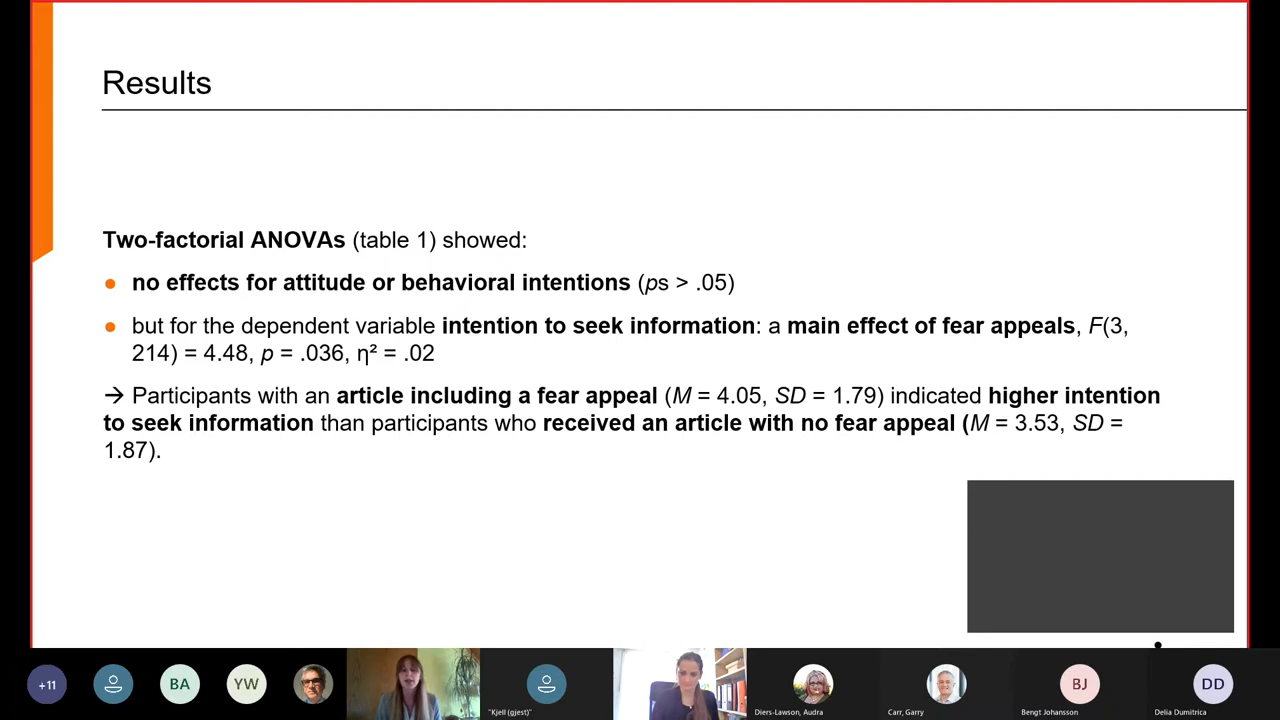 Results
Two-factorial ANOVAs (table 1) showed:
● no effects for attitude or behavioral intentions (ps > .05)
● but for the dependent variable intention to seek information: a main effect of fear appeals, F(3,
214) = 4.48, p = .036, η² = .02
→ Participants with an article including a fear appeal (M = 4.05, SD = 1.79) indicated higher intention
to seek information than participants who received an article with no fear appeal (M = 3.53, SD =
1.87).
+11
BA
YW
"Kjell (gjest)"
Diers-Lawson, Audra
Carr, Garry
BJ
Bengt Johansson
DD
Delia Dumitrica